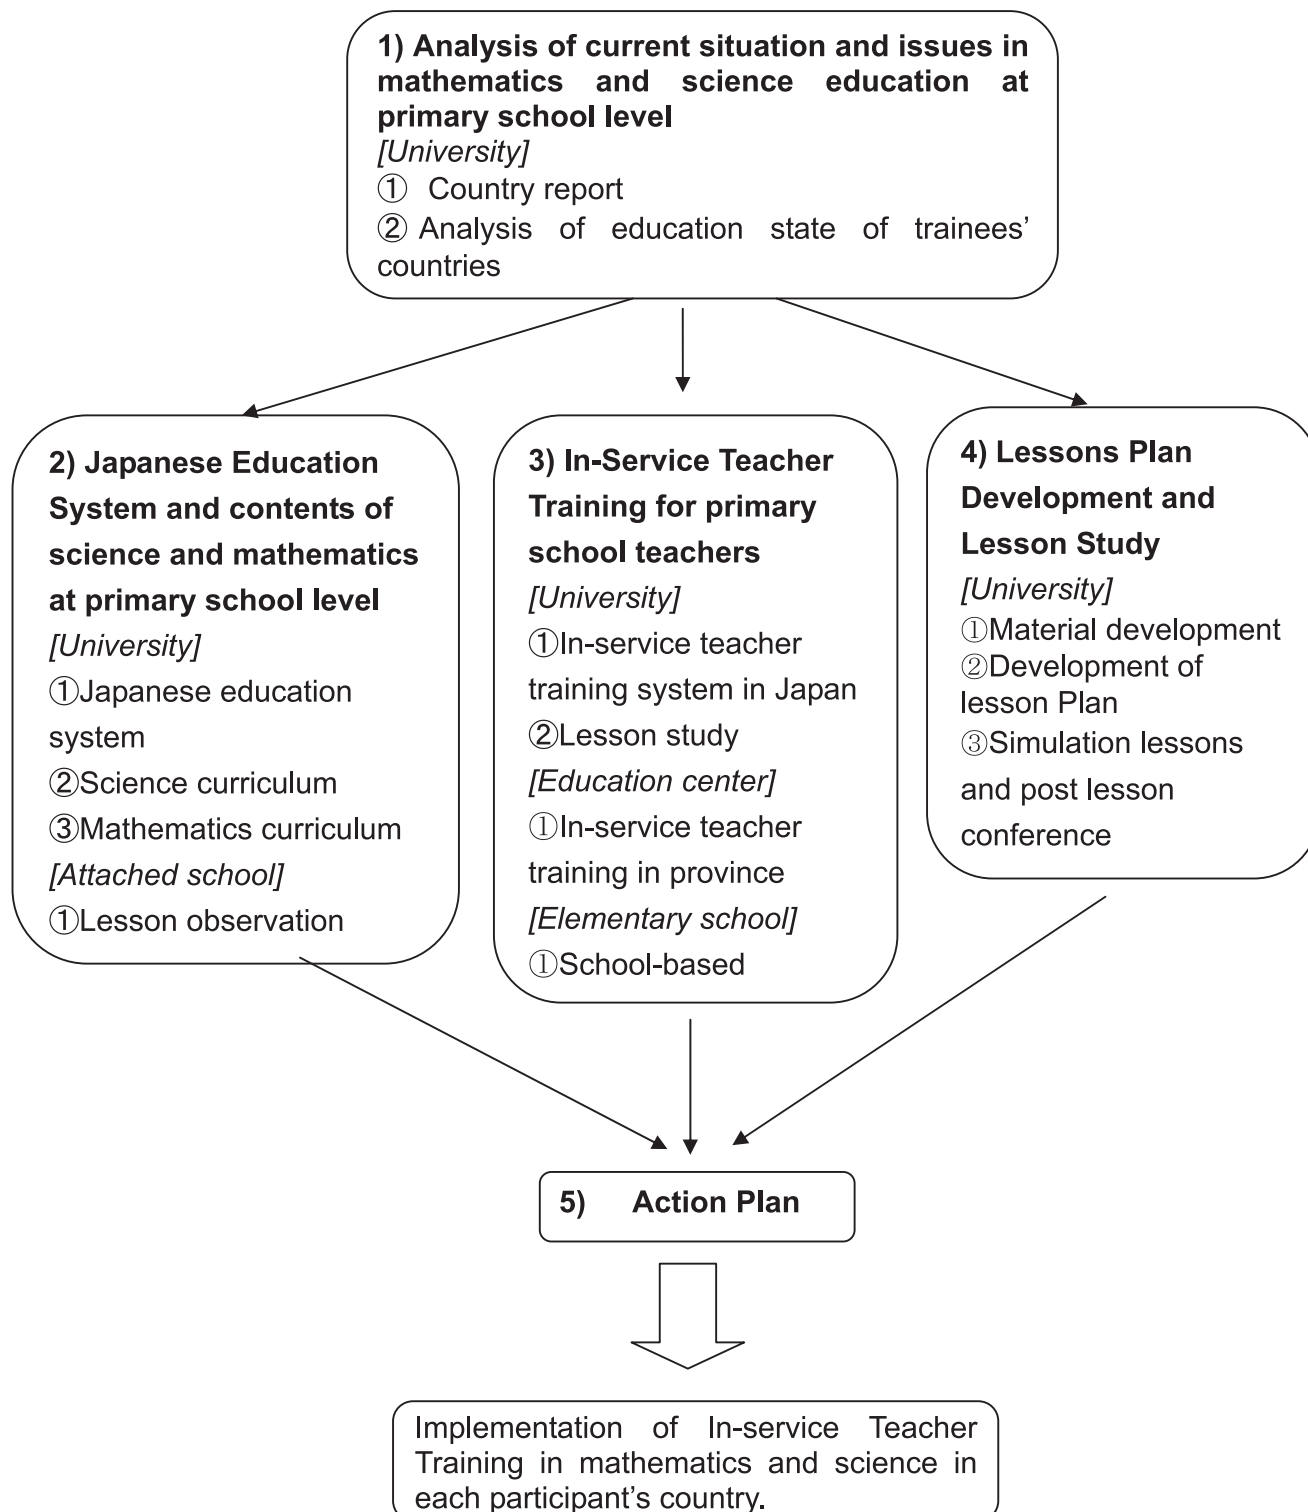 1) Analysis of current situation and issues in
mathematics and science education at
primary school level
[University]
① Country report
② Analysis of education state of trainees’
countries
2) Japanese Education
System and contents of
science and mathematics
at primary school level
[University]
①Japanese education
system
②Science curriculum
③Mathematics curriculum
[Attached school]
①Lesson observation
3) In-Service Teacher
Training for primary
school teachers
[University]
①In-service teacher
training system in Japan
②Lesson study
[Education center]
①In-service teacher
training in province
[Elementary school]
①School-based
4) Lessons Plan
Development and
Lesson Study
[University]
①Material development
②Development of
lesson Plan
③Simulation lessons
and post lesson
conference
5) Action Plan
Implementation of In-service Teacher
Training in mathematics and science in
each participant’s country.